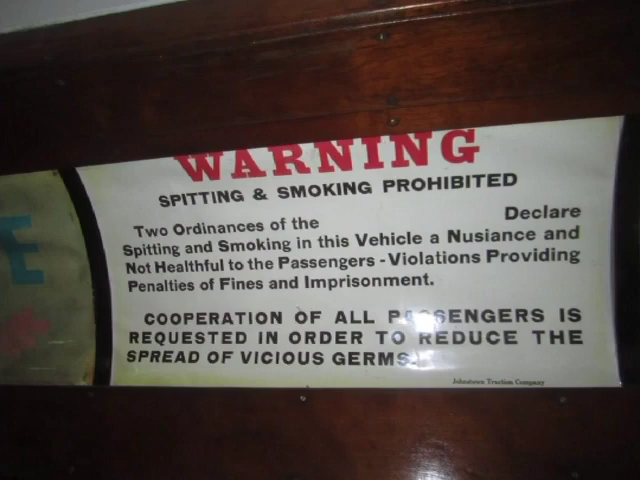 WARNING
SPITTING & SMOKING PROHIBITED
Two Ordinances of the Declare
Spitting and Smoking in this Vehicle a Nusiance and
Not Healthful to the Passengers - Violations Providing
Penalties of Fines and Imprisonment.
COOPERATION OF ALL PASSENGERS IS
REQUESTED IN ORDER TO REDUCE THE
SPREAD OF VICIOUS GERMS.
Johnstown Traction Company
E